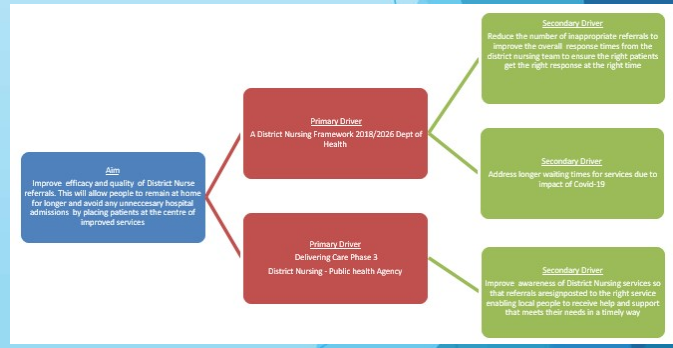 Aim
Improve efficacy and quality of District Nurse
referrals. This will allow people to remain at home
for longer and avoid any unneccesary hospital
admissions by placing patients at the centre of
improved services
Primary Driver
A District Nursing Framework 2018/2026 Dept of
Health
Primary Driver
Delivering Care Phase 3
District Nursing - Public health Agency
Secondary Driver
Reduce the number of inappropriate referrals to
improve the overall response times from the
district nursing team to ensure the right patients
get the right response at the right time
Secondary Driver
Address longer waiting times for services due to
impact of Covid-19
Secondary Driver
Improve awareness of District Nursing services so
that referrals aresignposted to the right service
enabling local people to receive help and support
that meets their needs in a timely way